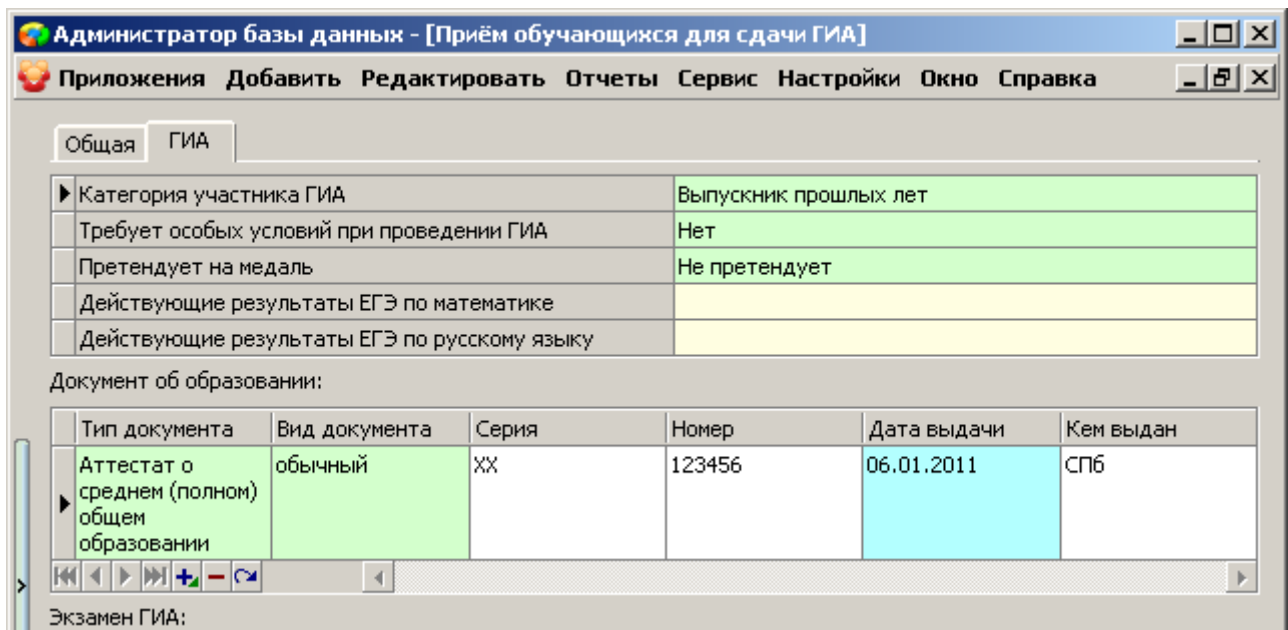 Администратор базы данных - [Приём обучающихся для сдачи ГИА]
Приложения Добавить Редактировать Отчеты Сервис Настройки Окно Справка
Общая ГИА
Категория участника ГИА Выпускник прошлых лет
Требует особых условий при проведении ГИА Нет
Претендует на медаль Не претендует
Действующие результаты ЕГЭ по математике
Действующие результаты ЕГЭ по русскому языку
Документ об образовании:
Тип документа Вид документа Серия Номер Дата выдачи Кем выдан
Аттестат о обычный XX 123456 06.01.2011 СПб
среднем (полном)
общем
образовании
Экзамен ГИА: